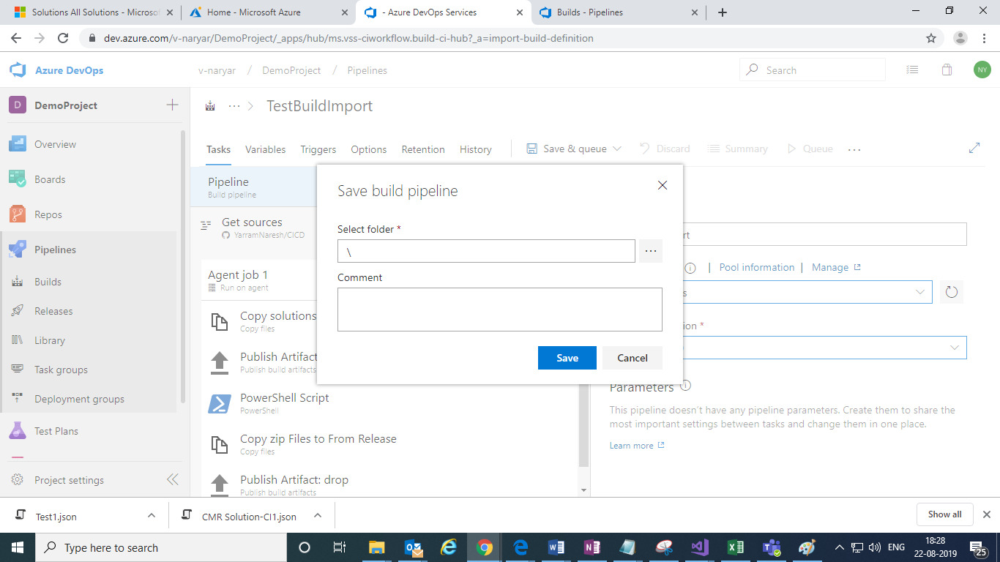 Solutions All Solutions - Microsof
Home - Microsoft Azure
- Azure DevOps Services
Builds - Pipelines
dev.azure.com/v-naryar/DemoProject/_apps/hub/ms.vss-ciworkflow.build-ci-hub?_a=import-build-definition
Azure DevOps
v-naryar / DemoProject / Pipelines
Search
NY
D DemoProject
TestBuildImport
Overview
Boards
Repos
Pipelines
Builds
Releases
Library
Task groups
Deployment groups
Test Plans
Project settings
Tasks Variables Triggers Options Retention History Save & queue Discard Summary Queue ...
Pipeline
Build pipeline
Get sources
YarramNaresh/CICD
Agent job 1
Run on agent
Copy solutions
Copy files
Publish Artifact
Publish build artifacts
PowerShell Script
PowerShell
Copy zip Files to From Release
Copy files
Publish Artifact: drop
Publish build artifacts
Save build pipeline
Select folder *
\
...
Comment
Save Cancel
rt
| Pool information | Manage
s
ion *
Parameters
This pipeline doesn't have any pipeline parameters. Create them to share the
most important settings between tasks and change them in one place.
Learn more
Test1.json
CMR Solution-CI1.json
Show all
Type here to search
ENG
18:28
22-08-2019
25